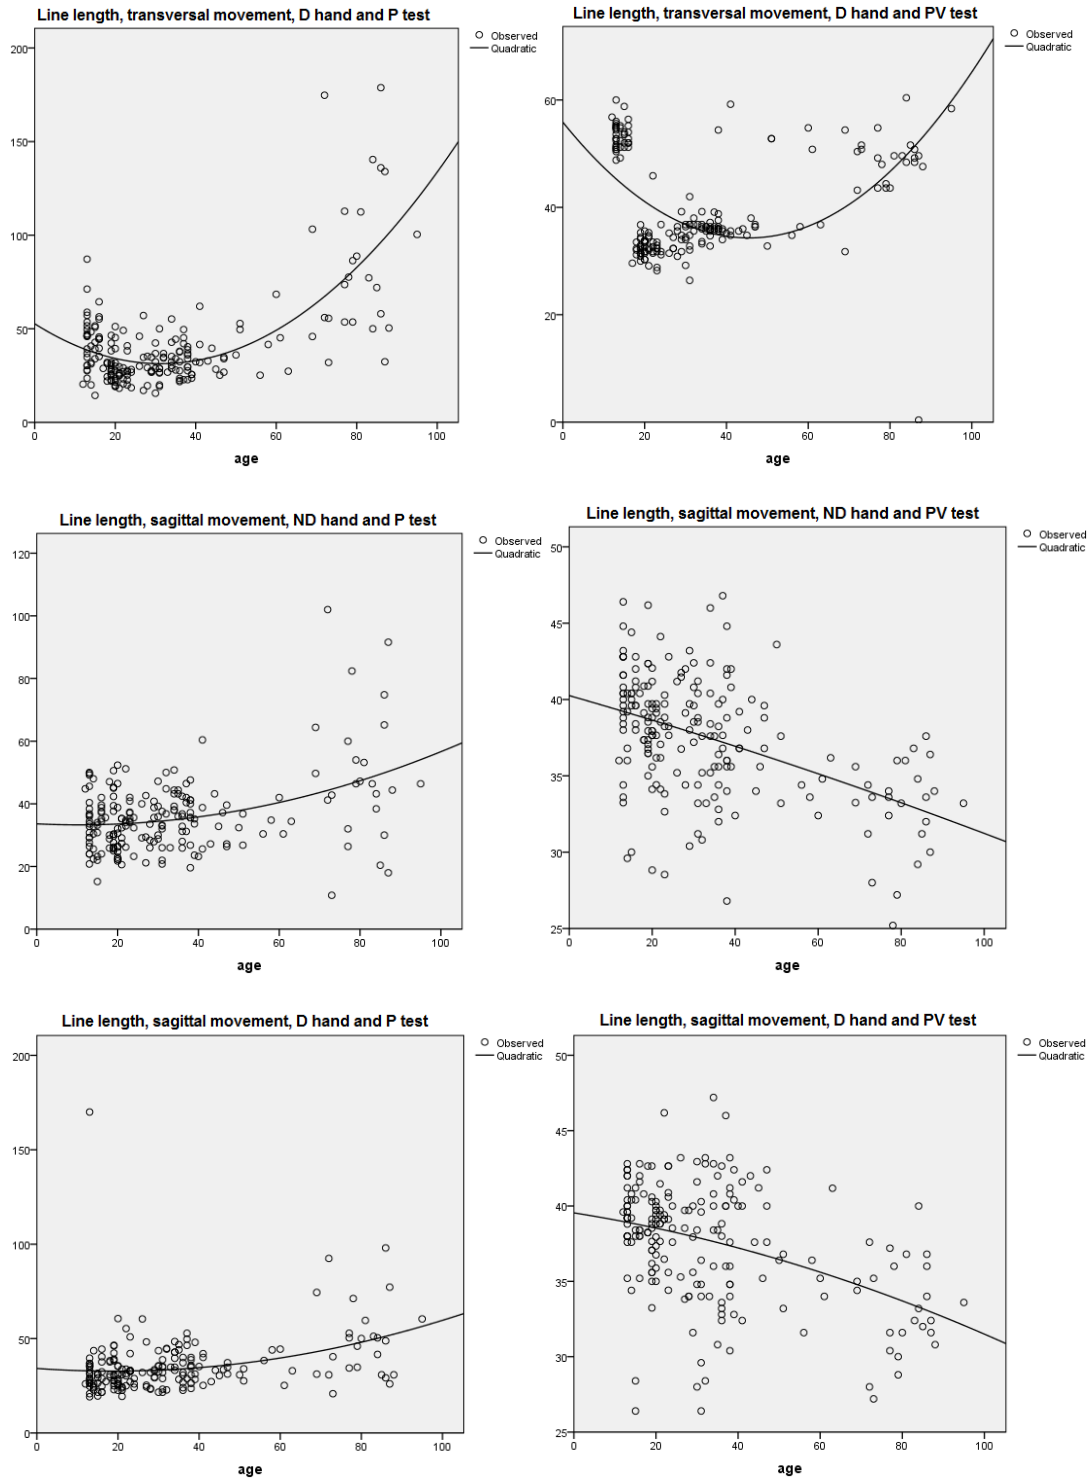 Line length, transversal movement, D hand and P test
Observed
Quadratic
200
150
100
50
0
0 20 40 60 80 100
age
Line length, transversal movement, D hand and PV test
Observed
Quadratic
60
40
20
0
0 20 40 60 80 100
age
Line length, sagittal movement, ND hand and P test
Observed
Quadratic
120
100
80
60
40
20
0
0 20 40 60 80 100
age
Line length, sagittal movement, ND hand and PV test
Observed
Quadratic
50
45
40
35
30
25
0 20 40 60 80 100
age
Line length, sagittal movement, D hand and P test
Observed
Quadratic
200
150
100
50
0
0 20 40 60 80 100
age
Line length, sagittal movement, D hand and PV test
Observed
Quadratic
50
45
40
35
30
25
0 20 40 60 80 100
age